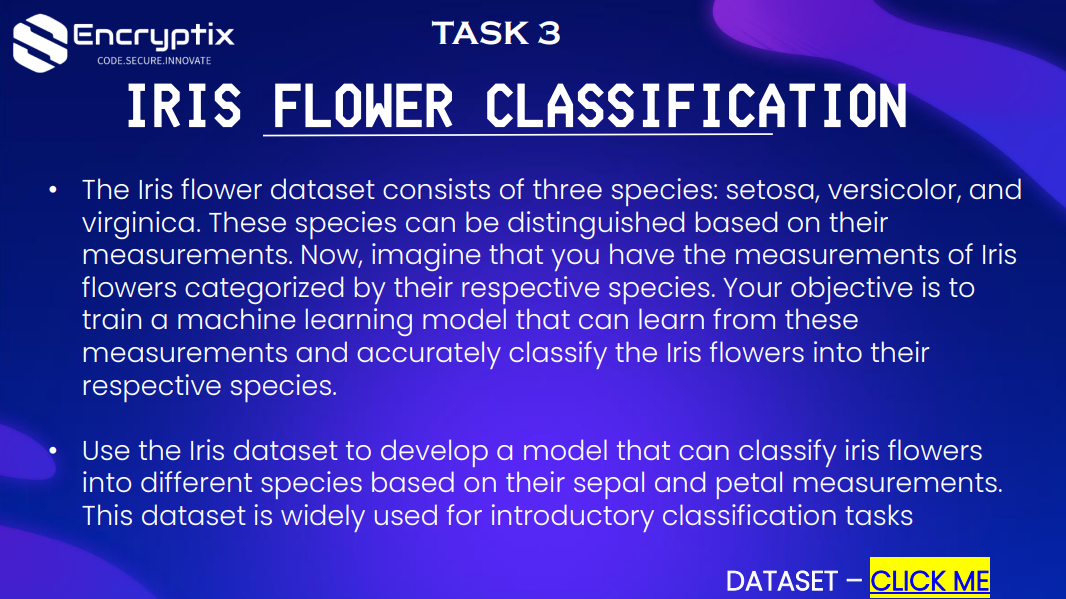 Encryptix
CODE.SECURE.INNOVATE
TASK 3
IRIS FLOWER CLASSIFICATION
• The Iris flower dataset consists of three species: setosa, versicolor, and
virginica. These species can be distinguished based on their
measurements. Now, imagine that you have the measurements of Iris
flowers categorized by their respective species. Your objective is to
train a machine learning model that can learn from these
measurements and accurately classify the Iris flowers into their
respective species.
• Use the Iris dataset to develop a model that can classify iris flowers
into different species based on their sepal and petal measurements.
This dataset is widely used for introductory classification tasks
DATASET – CLICK ME